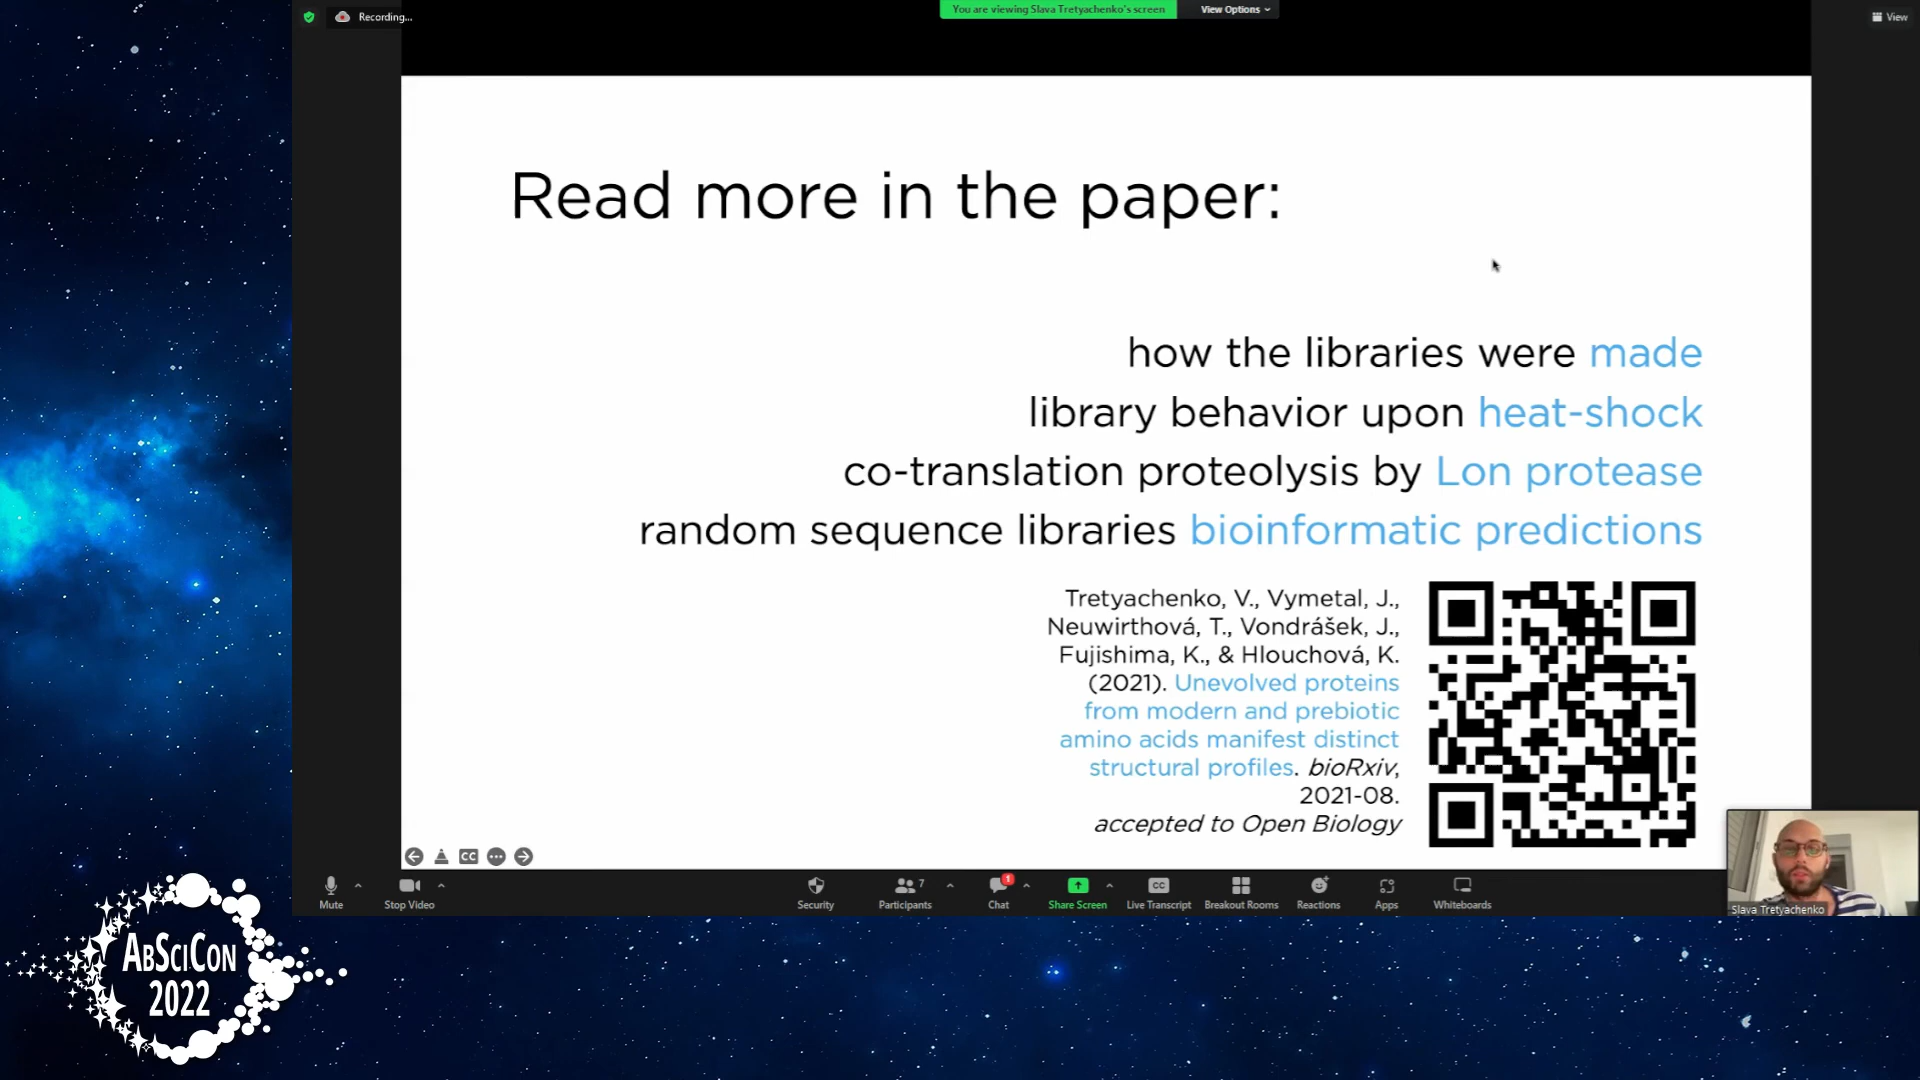 Recording...
You are viewing Slava Tretyachenko's screen
View Options
View
Read more in the paper:
how the libraries were made
library behavior upon heat-shock
co-translation proteolysis by Lon protease
random sequence libraries bioinformatic predictions
Tretyachenko, V., Vymetal, J.,
Neuwirthová, T., Vondrášek, J.,
Fujishima, K., & Hlouchová, K.
(2021). Unevolved proteins
from modern and prebiotic
amino acids manifest distinct
structural profiles. bioRxiv,
2021-08.
accepted to Open Biology
CC
Slava Tretyachenko
Mute
Stop Video
Security
7
Participants
1
Chat
Share Screen
CC
Live Transcript
Breakout Rooms
Reactions
Apps
Whiteboards
ABSCICON
2022